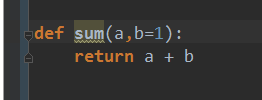 def sum(a,b=1):
    return a + b